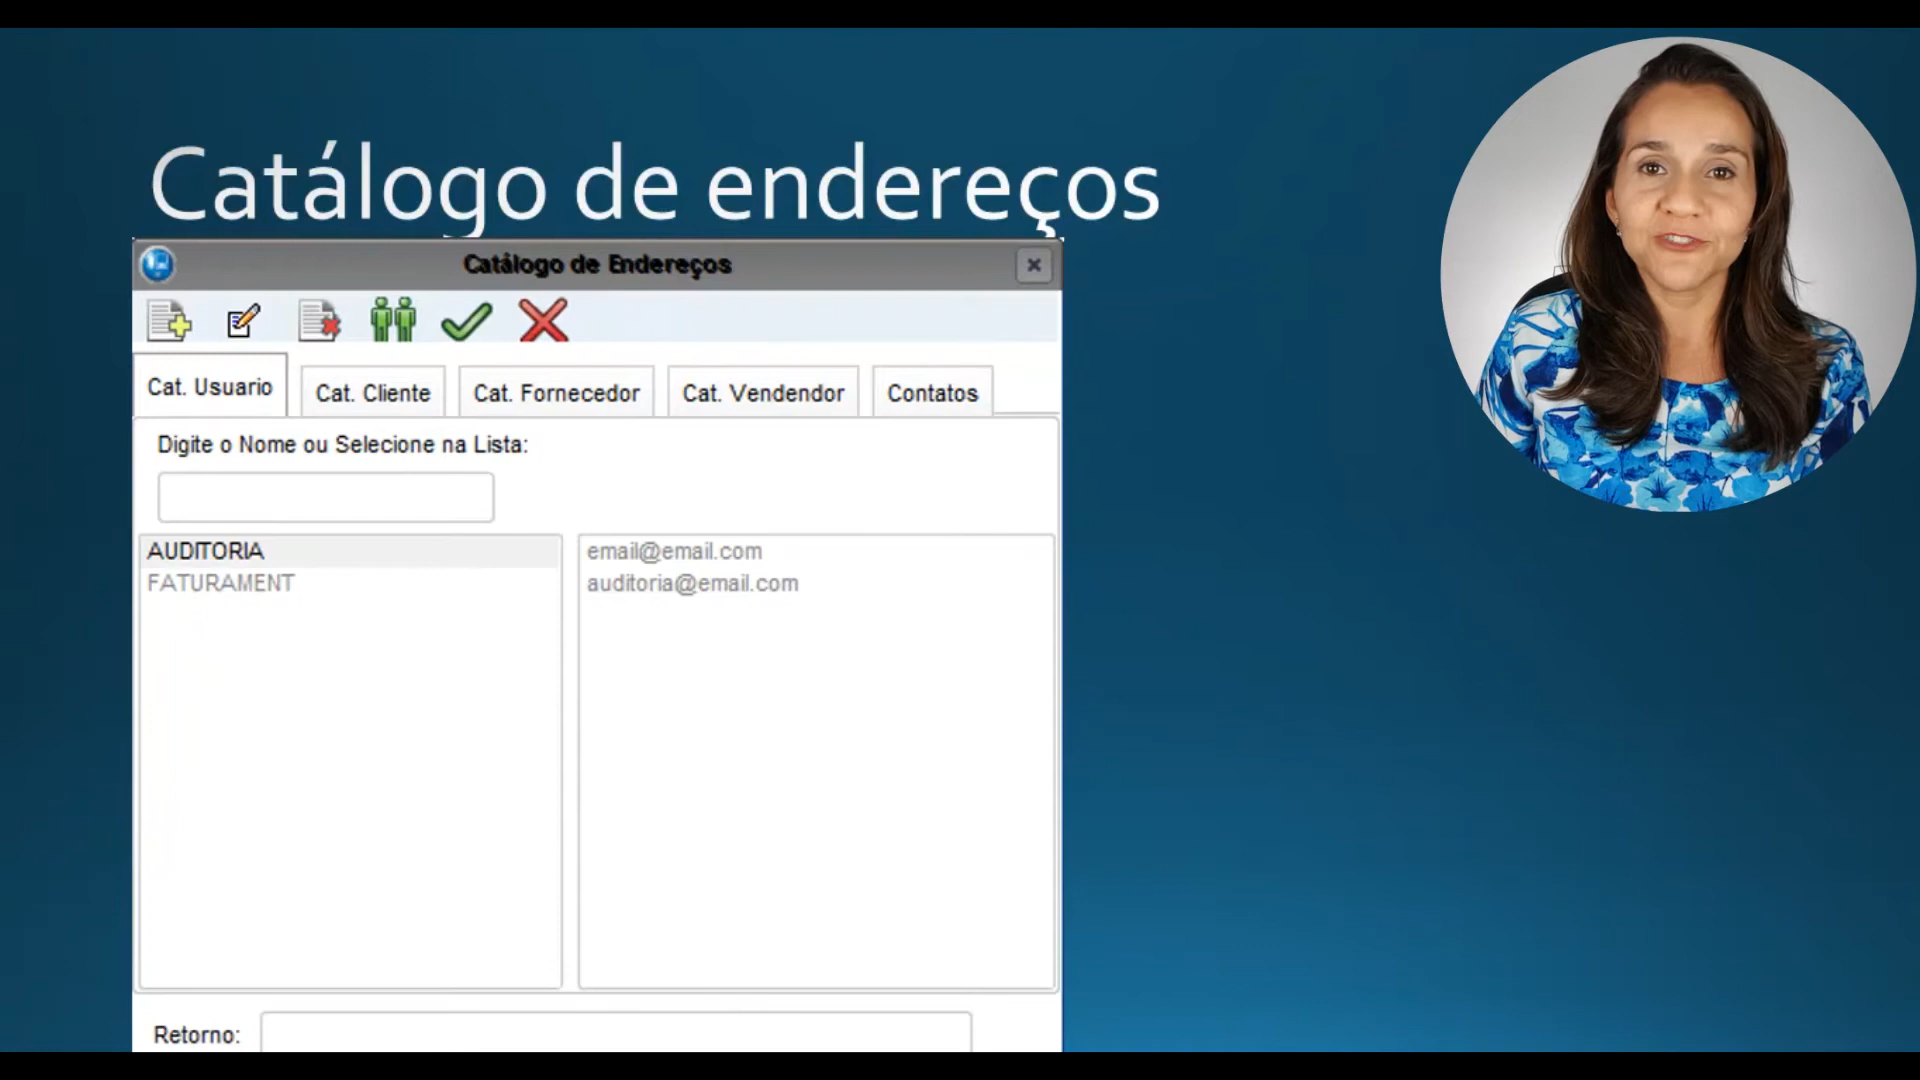 Catálogo de endereços
Catálogo de Endereços
Cat. Usuario
Cat. Cliente
Cat. Fornecedor
Cat. Vendendor
Contatos
Digite o Nome ou Selecione na Lista:
AUDITORIA
email@email.com
FATURAMENT
auditoria@email.com
Retorno: